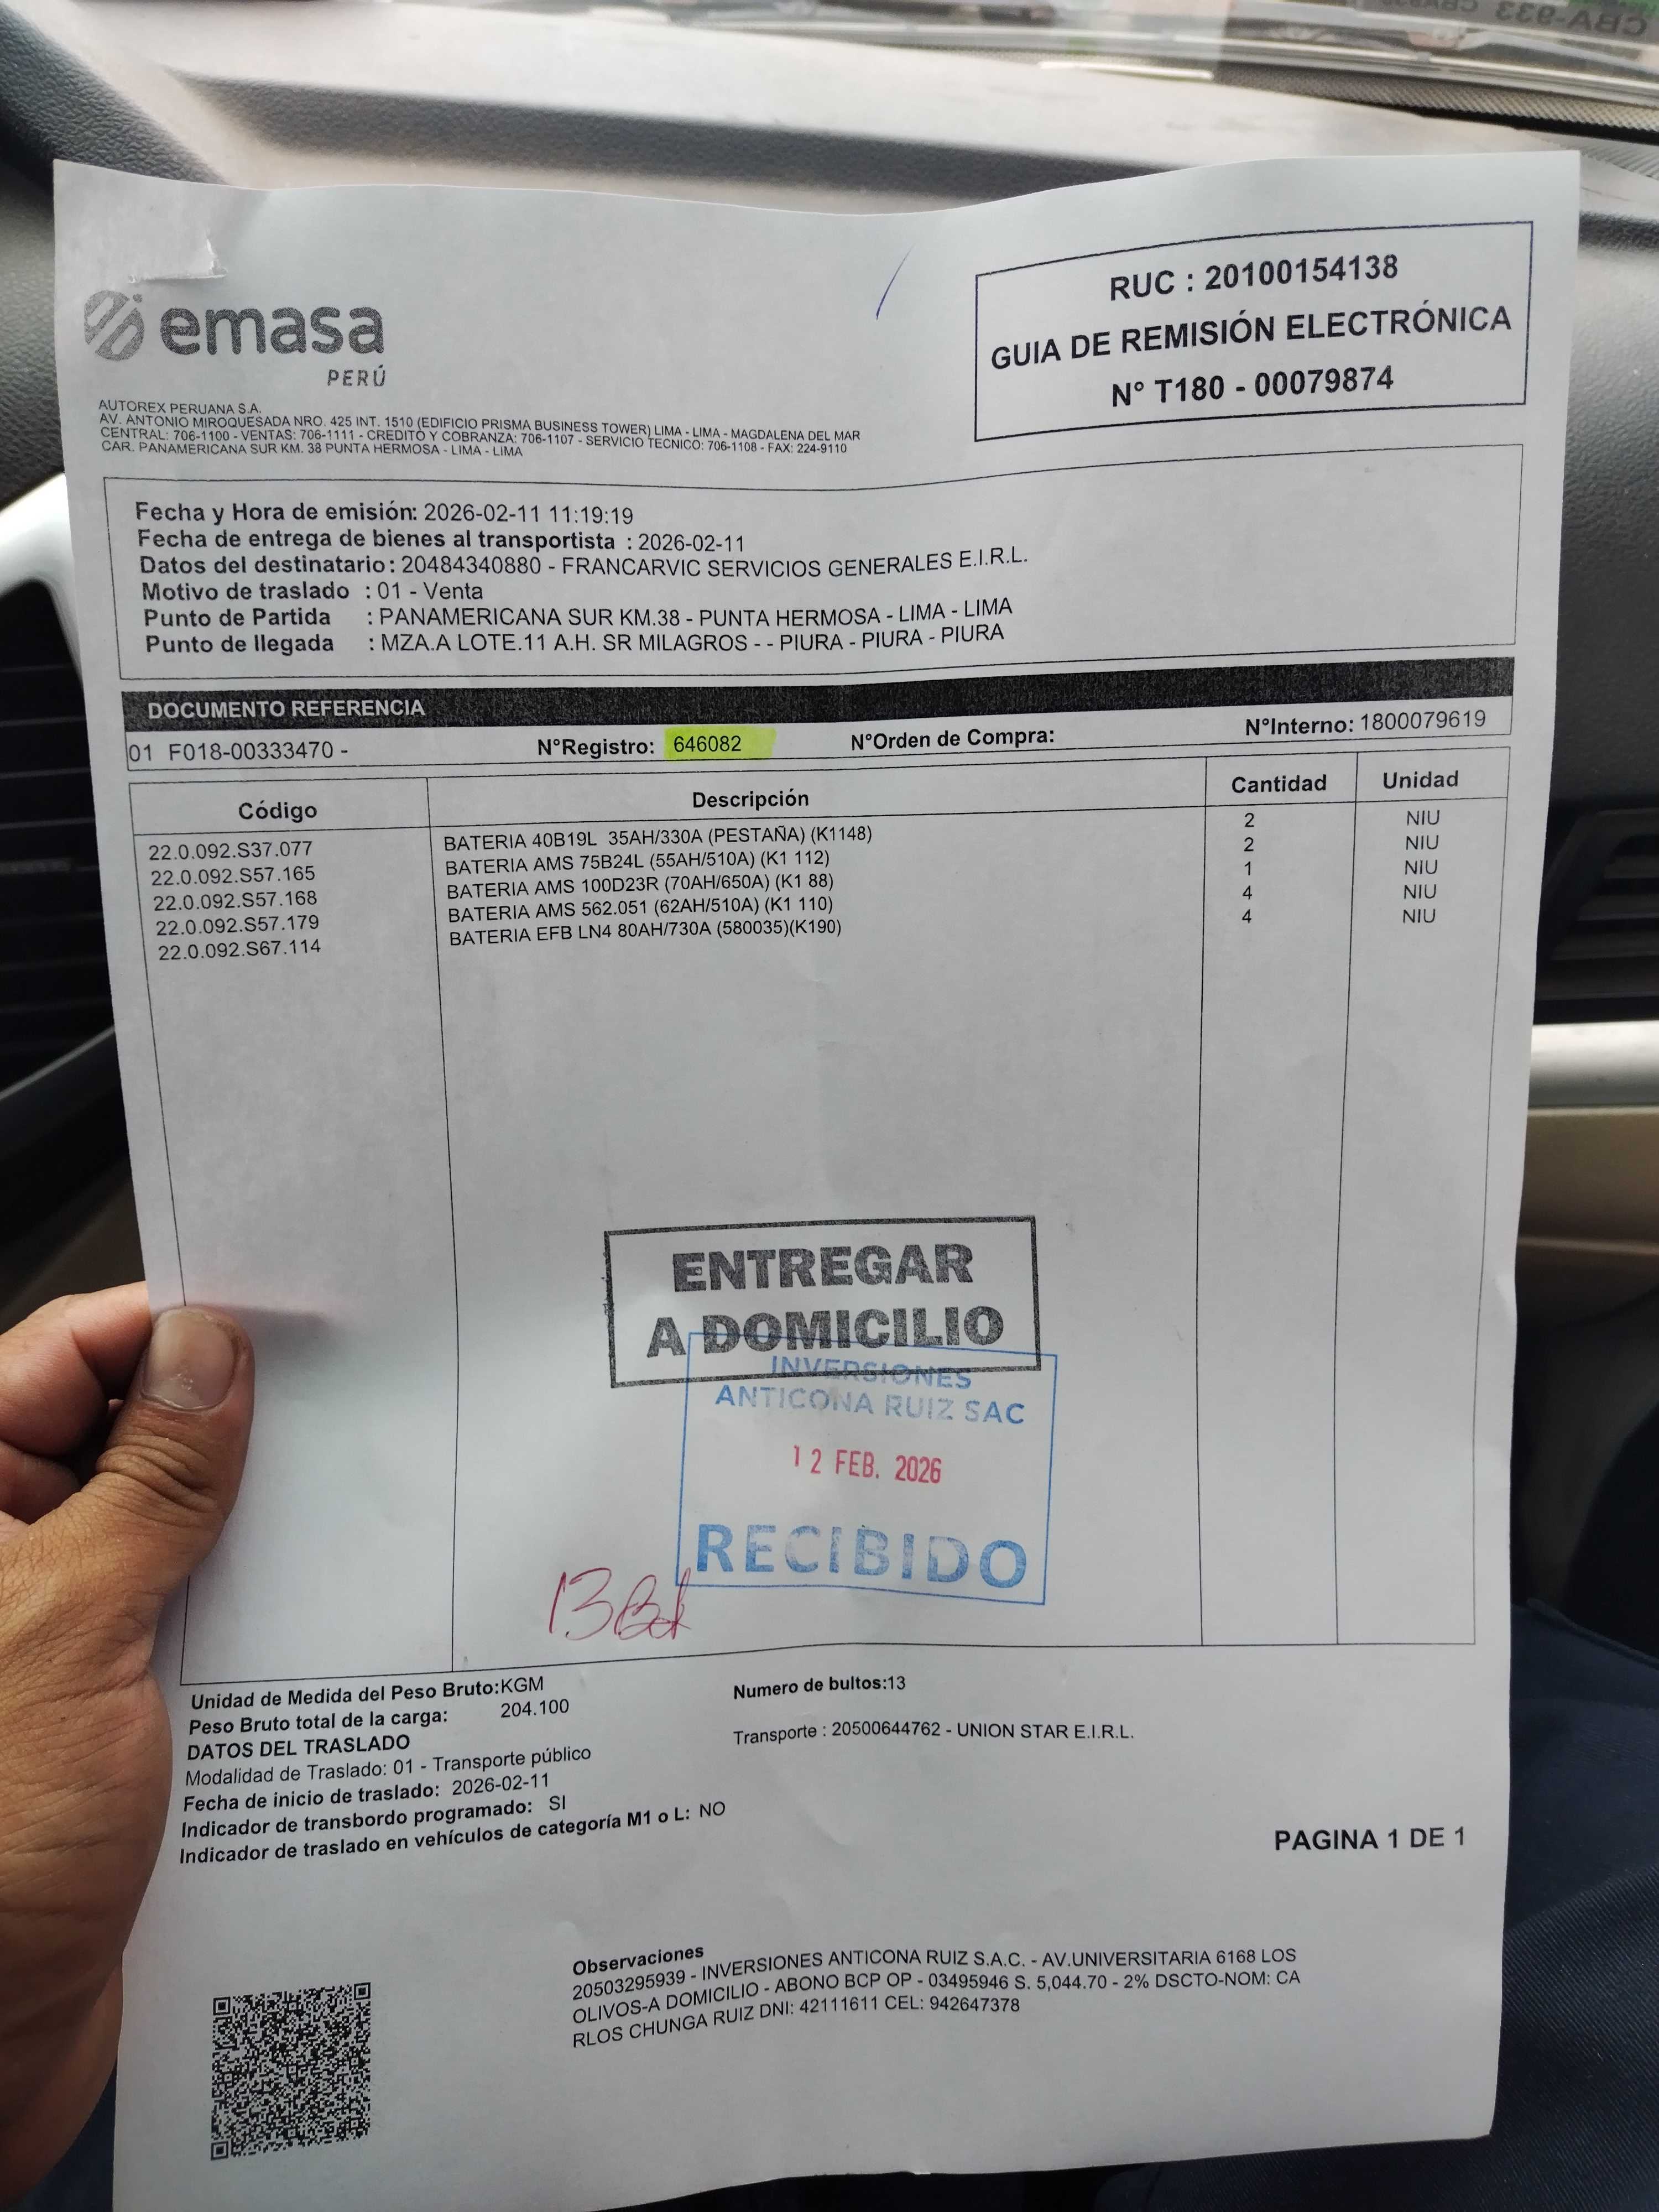 CBA-933 CBA93
emasa
PERÚ
RUC : 20100154138
GUIA DE REMISIÓN ELECTRÓNICA
N° T180 - 00079874
AUTOREX PERUANA S.A.
AV. ANTONIO MIROQUESADA NRO. 425 INT. 1510 (EDIFICIO PRISMA BUSINESS TOWER) LIMA - LIMA - MAGDALENA DEL MAR
CENTRAL: 706-1100 - VENTAS: 706-1111 - CREDITO Y COBRANZA: 706-1107 - SERVICIO TECNICO: 706-1108 - FAX: 224-9110
CAR. PANAMERICANA SUR KM. 38 PUNTA HERMOSA - LIMA - LIMA
Fecha y Hora de emisión: 2026-02-11 11:19:19
Fecha de entrega de bienes al transportista : 2026-02-11
Datos del destinatario: 20484340880 - FRANCARVIC SERVICIOS GENERALES E.I.R.L.
Motivo de traslado : 01 - Venta
Punto de Partida : PANAMERICANA SUR KM.38 - PUNTA HERMOSA - LIMA - LIMA
Punto de llegada : MZA.A LOTE.11 A.H. SR MILAGROS - - PIURA - PIURA - PIURA
DOCUMENTO REFERENCIA
01 F018-00333470 - N°Registro: 646082 N°Orden de Compra: N°Interno: 1800079619
Código Descripción Cantidad Unidad
22.0.092.S37.077 BATERIA 40B19L 35AH/330A (PESTAÑA) (K1148) 2 NIU
22.0.092.S57.165 BATERIA AMS 75B24L (55AH/510A) (K1 112) 2 NIU
22.0.092.S57.168 BATERIA AMS 100D23R (70AH/650A) (K1 88) 1 NIU
22.0.092.S57.179 BATERIA AMS 562.051 (62AH/510A) (K1 110) 4 NIU
22.0.092.S67.114 BATERIA EFB LN4 80AH/730A (580035)(K190) 4 NIU
ENTREGAR
A DOMICILIO
INVERSIONES
ANTICONA RUIZ SAC
12 FEB. 2026
RECIBIDO
13
Unidad de Medida del Peso Bruto:KGM Numero de bultos:13
Peso Bruto total de la carga: 204.100
DATOS DEL TRASLADO Transporte : 20500644762 - UNION STAR E.I.R.L.
Modalidad de Traslado: 01 - Transporte público
Fecha de inicio de traslado: 2026-02-11
Indicador de transbordo programado: SI
Indicador de traslado en vehículos de categoría M1 o L: NO
PAGINA 1 DE 1
Observaciones
20503295939 - INVERSIONES ANTICONA RUIZ S.A.C. - AV.UNIVERSITARIA 6168 LOS
OLIVOS-A DOMICILIO - ABONO BCP OP - 03495946 S. 5,044.70 - 2% DSCTO-NOM: CA
RLOS CHUNGA RUIZ DNI: 42111611 CEL: 942647378